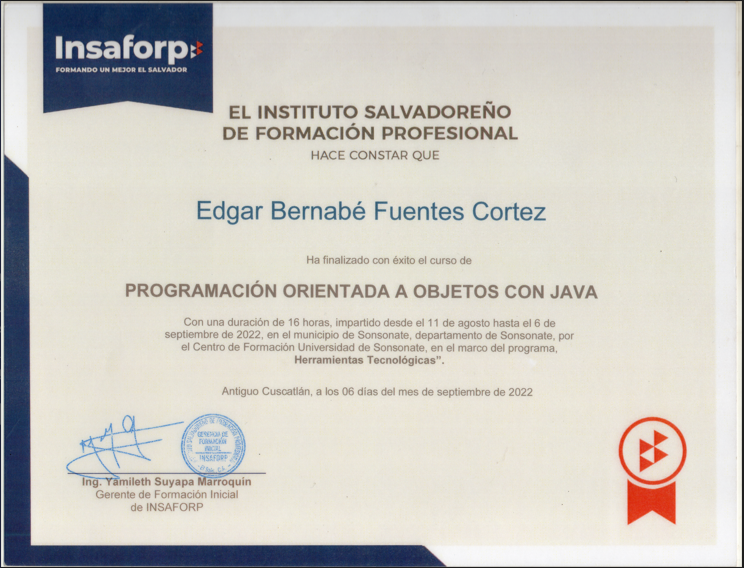 Insaforp
FORMANDO UN MEJOR EL SALVADOR
EL INSTITUTO SALVADOREÑO
DE FORMACIÓN PROFESIONAL
HACE CONSTAR QUE
Edgar Bernabé Fuentes Cortez
Ha finalizado con éxito el curso de
PROGRAMACIÓN ORIENTADA A OBJETOS CON JAVA
Con una duración de 16 horas, impartido desde el 11 de agosto hasta el 6 de
septiembre de 2022, en el municipio de Sonsonate, departamento de Sonsonate, por
el Centro de Formación Universidad de Sonsonate, en el marco del programa,
Herramientas Tecnológicas”.
Antiguo Cuscatlán, a los 06 días del mes de septiembre de 2022
GERENCIA DE
FORMACION
INICIAL
INSAFORP
Ing. Yamileth Suyapa Marroquin
Gerente de Formación Inicial
de INSAFORP